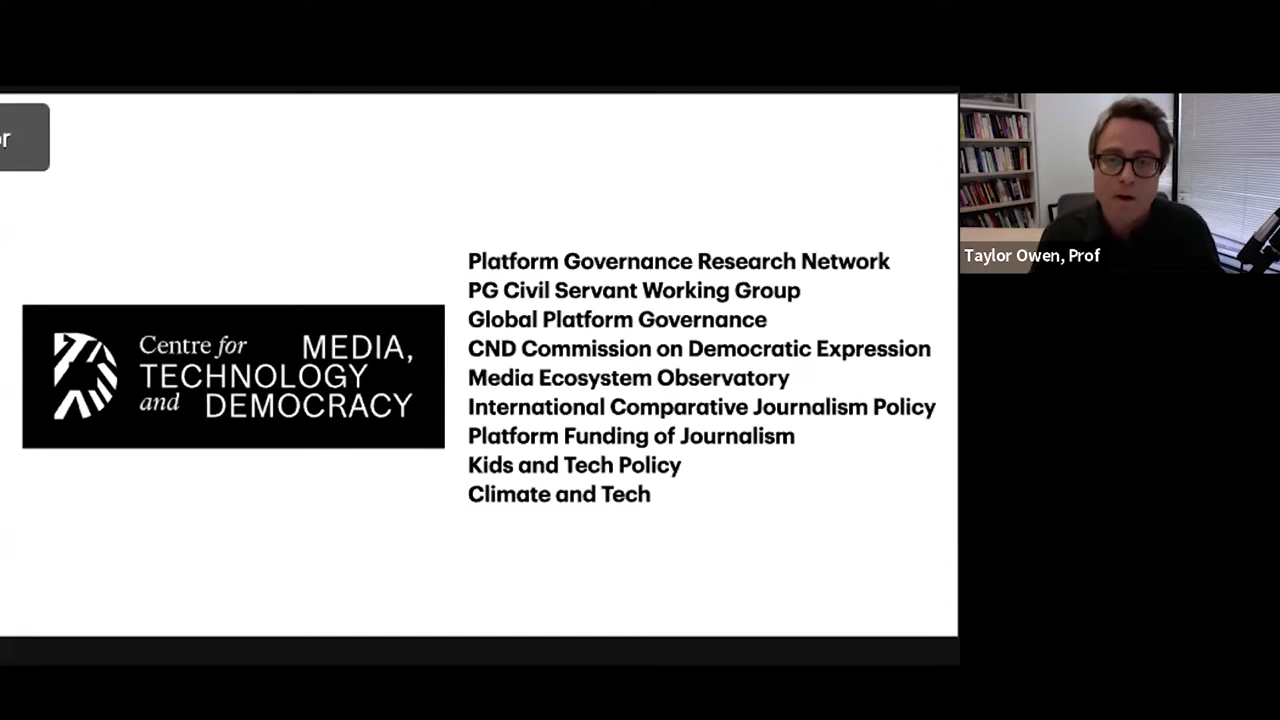 Centre for MEDIA,
TECHNOLOGY
and DEMOCRACY
Platform Governance Research Network
PG Civil Servant Working Group
Global Platform Governance
CND Commission on Democratic Expression
Media Ecosystem Observatory
International Comparative Journalism Policy
Platform Funding of Journalism
Kids and Tech Policy
Climate and Tech
Taylor Owen, Prof